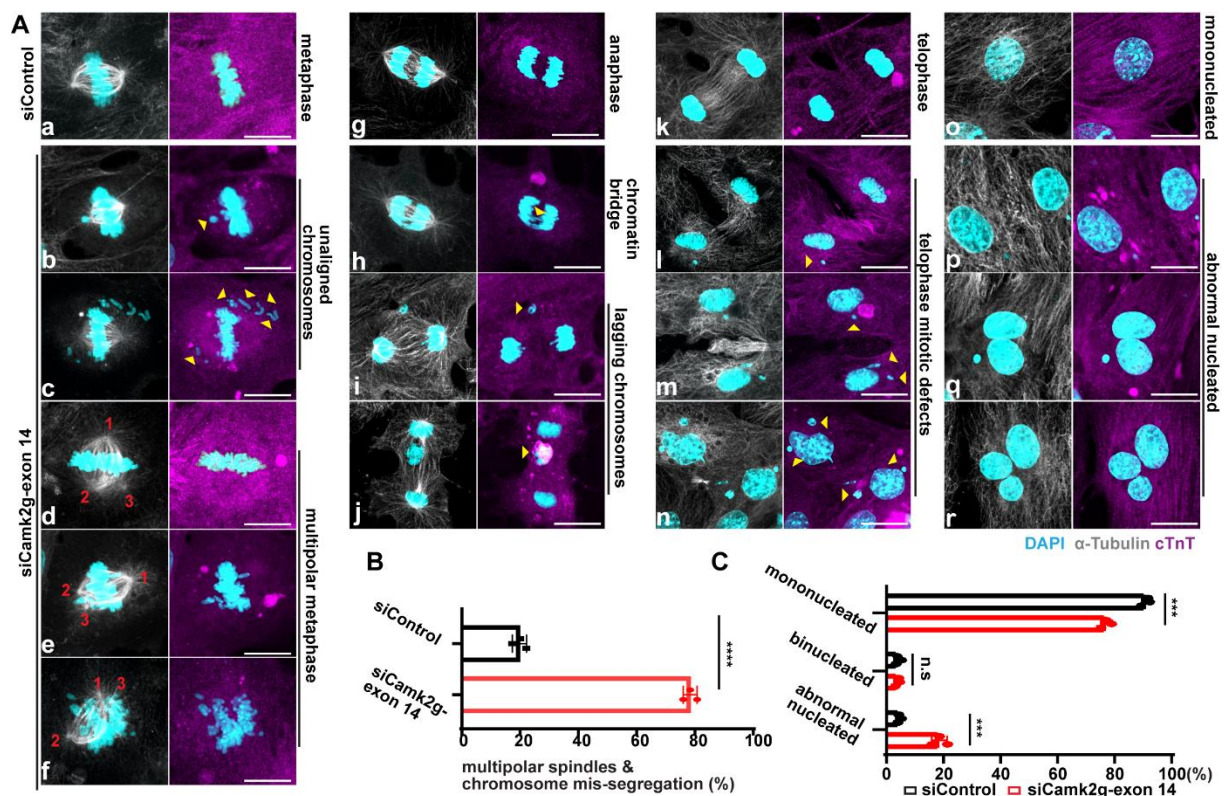 A
siControl
a
metaphase
g
anaphase
k
telophase
o
mononucleated
siCamk2g-exon 14
b
unaligned
chromosomes
h
chromatin
bridge
l
telophase mitotic defects
p
abnormal nucleated
c
i
lagging chromosomes
m
q
d
1
2
3
multipolar metaphase
j
n
r
DAPI α-Tubulin cTnT
e
1
2
3
f
1
3
2
B
siControl
siCamk2g-
exon 14
****
0
20
40
60
80
100
multipolar spindles &
chromosome mis-segregation (%)
C
mononucleated
***
binucleated
n.s
abnormal
nucleated
***
0
20
40
60
80
100(%)
siControl
siCamk2g-exon 14